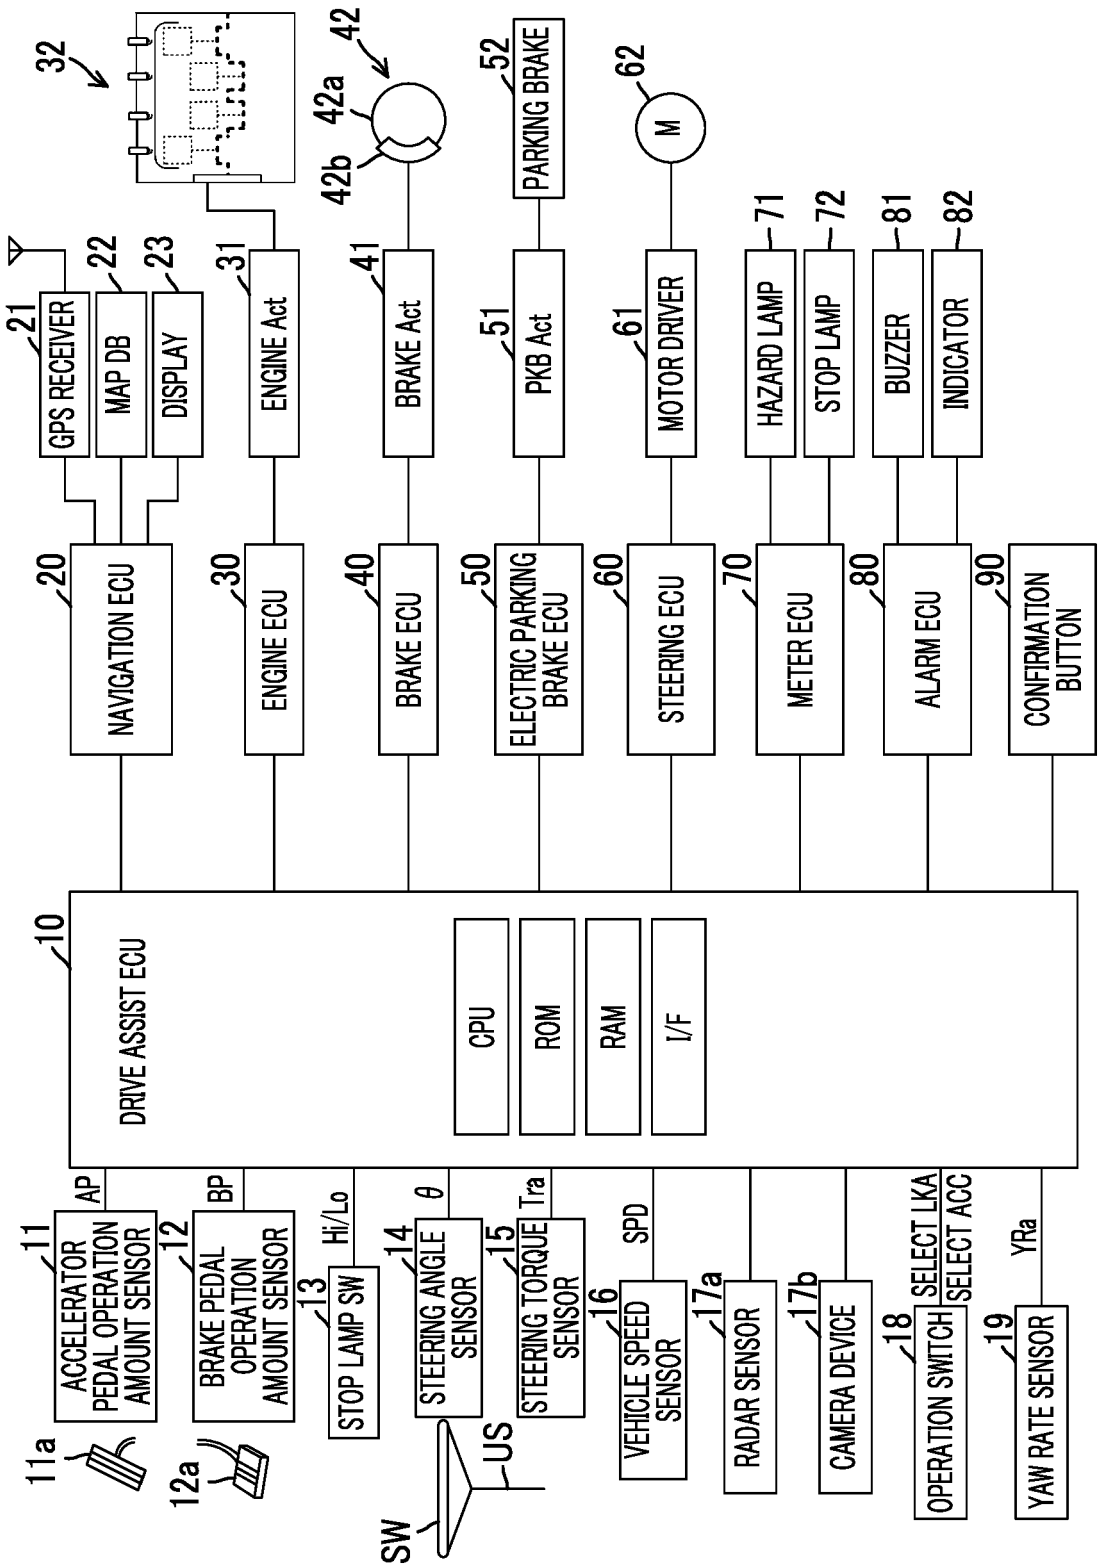 11a
11
ACCELERATOR
PEDAL OPERATION
AMOUNT SENSOR
AP
12a
12
BRAKE PEDAL
OPERATION
AMOUNT SENSOR
BP
13
STOP LAMP SW
Hi/Lo
SW
US
14
STEERING ANGLE
SENSOR
θ
15
STEERING TORQUE
SENSOR
Tra
16
VEHICLE SPEED
SENSOR
SPD
17a
RADAR SENSOR
17b
CAMERA DEVICE
18
OPERATION SWITCH
SELECT LKA
SELECT ACC
19
YAW RATE SENSOR
YRa
10
DRIVE ASSIST ECU
CPU
ROM
RAM
I/F
20
NAVIGATION ECU
21
GPS RECEIVER
22
MAP DB
23
DISPLAY
30
ENGINE ECU
31
ENGINE Act
32
40
BRAKE ECU
41
BRAKE Act
42b
42a
42
50
ELECTRIC PARKING
BRAKE ECU
51
PKB Act
52
PARKING BRAKE
60
STEERING ECU
61
MOTOR DRIVER
62
M
70
METER ECU
HAZARD LAMP
71
STOP LAMP
72
80
ALARM ECU
BUZZER
81
INDICATOR
82
90
CONFIRMATION
BUTTON